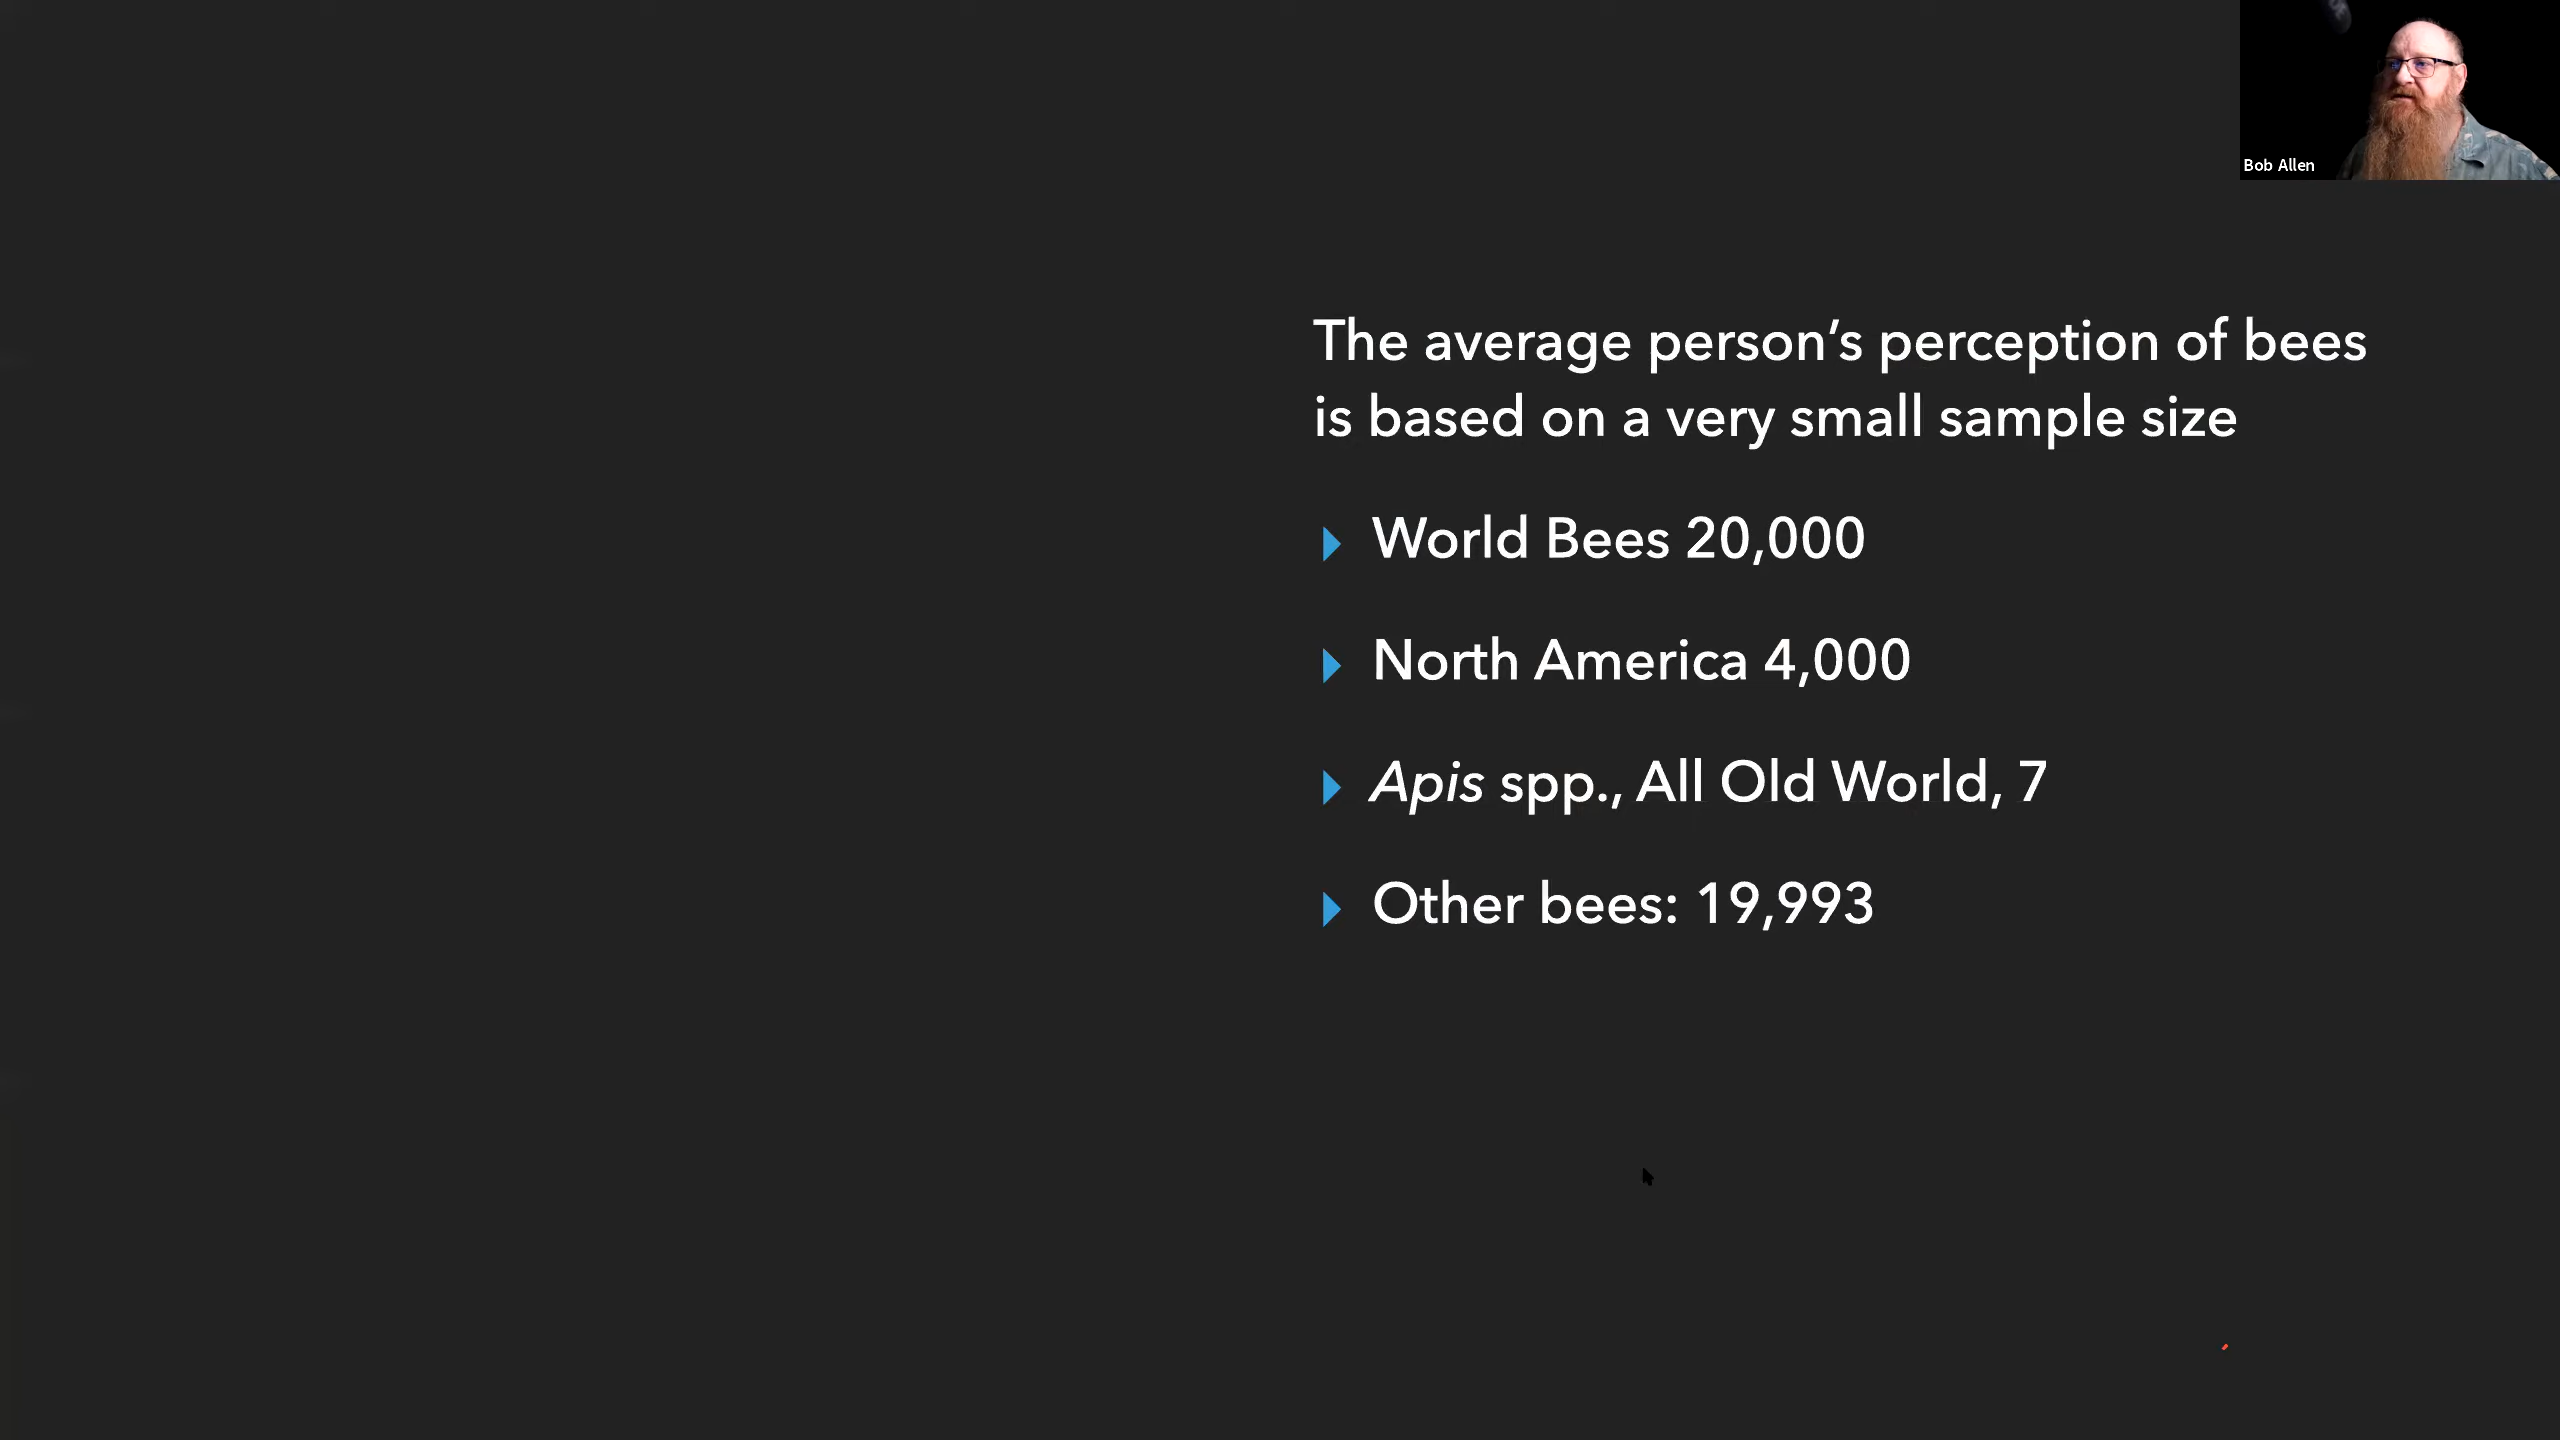 Bob Allen
The average person’s perception of bees
is based on a very small sample size
World Bees 20,000
North America 4,000
Apis spp., All Old World, 7
Other bees: 19,993